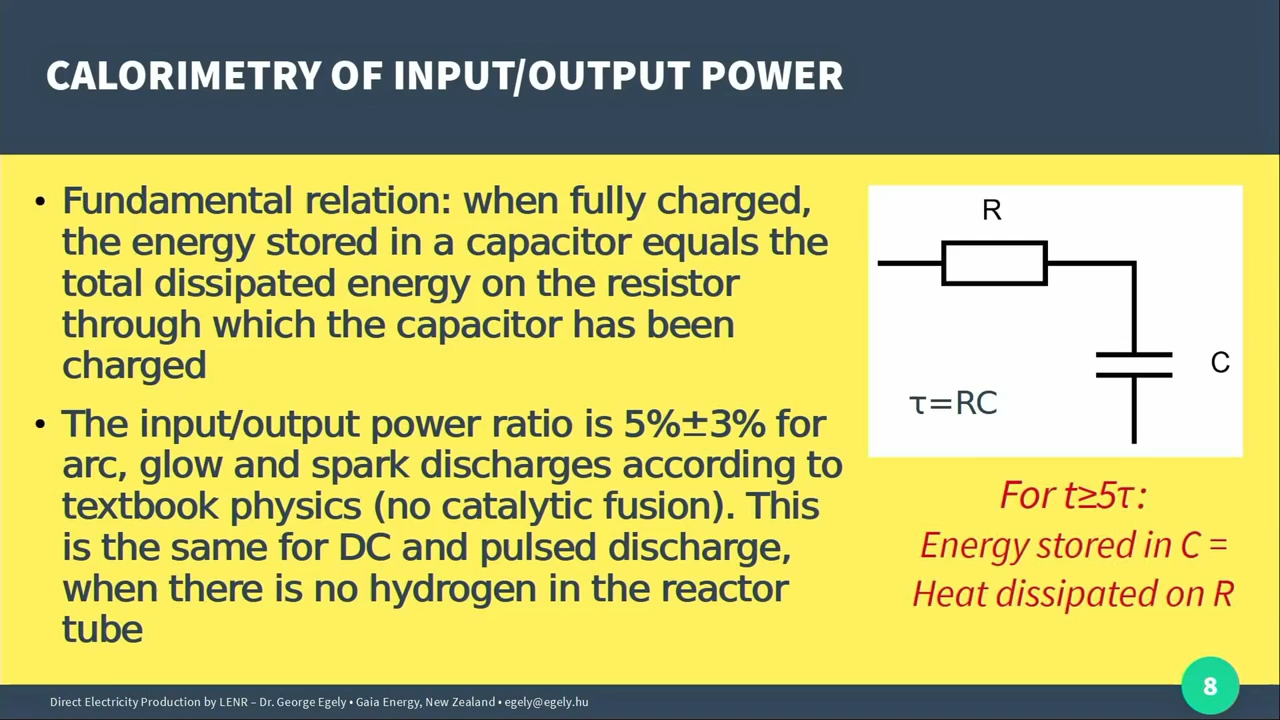 CALORIMETRY OF INPUT/OUTPUT POWER
• Fundamental relation: when fully charged,
the energy stored in a capacitor equals the
total dissipated energy on the resistor
through which the capacitor has been
charged
• The input/output power ratio is 5%±3% for
arc, glow and spark discharges according to
textbook physics (no catalytic fusion). This
is the same for DC and pulsed discharge,
when there is no hydrogen in the reactor
tube
R
C
τ=RC
For t≥5τ:
Energy stored in C =
Heat dissipated on R
Direct Electricity Production by LENR – Dr. George Egely • Gaia Energy, New Zealand • egely@egely.hu
8